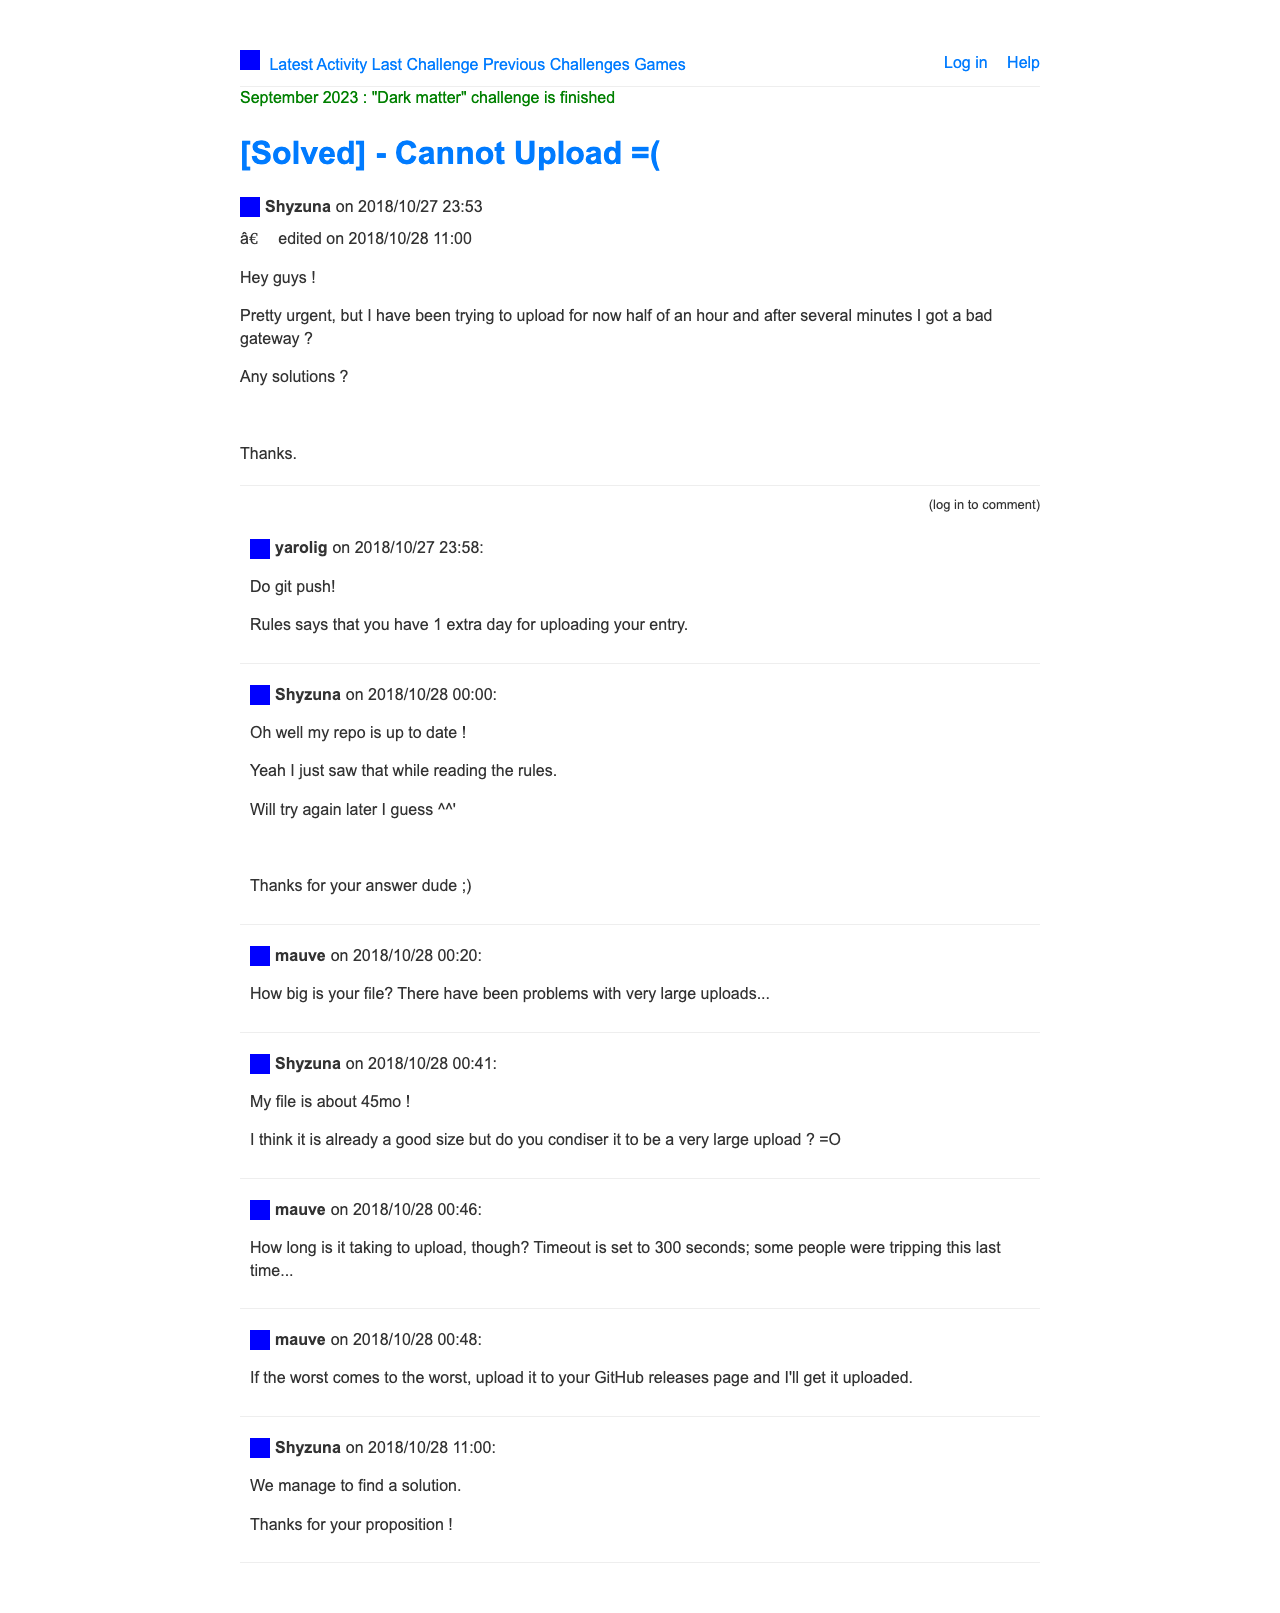 Latest Activity Last Challenge Previous Challenges Games Log in Help
September 2023 : "Dark matter" challenge is finished
[Solved] - Cannot Upload =(
Shyzuna on 2018/10/27 23:53
â€ edited on 2018/10/28 11:00
Hey guys !
Pretty urgent, but I have been trying to upload for now half of an hour and after several minutes I got a bad
gateway ?
Any solutions ?
Thanks.
(log in to comment)
yarolig on 2018/10/27 23:58:
Do git push!
Rules says that you have 1 extra day for uploading your entry.
Shyzuna on 2018/10/28 00:00:
Oh well my repo is up to date !
Yeah I just saw that while reading the rules.
Will try again later I guess ^^'
Thanks for your answer dude ;)
mauve on 2018/10/28 00:20:
How big is your file? There have been problems with very large uploads...
Shyzuna on 2018/10/28 00:41:
My file is about 45mo !
I think it is already a good size but do you condiser it to be a very large upload ? =O
mauve on 2018/10/28 00:46:
How long is it taking to upload, though? Timeout is set to 300 seconds; some people were tripping this last
time...
mauve on 2018/10/28 00:48:
If the worst comes to the worst, upload it to your GitHub releases page and I'll get it uploaded.
Shyzuna on 2018/10/28 11:00:
We manage to find a solution.
Thanks for your proposition !